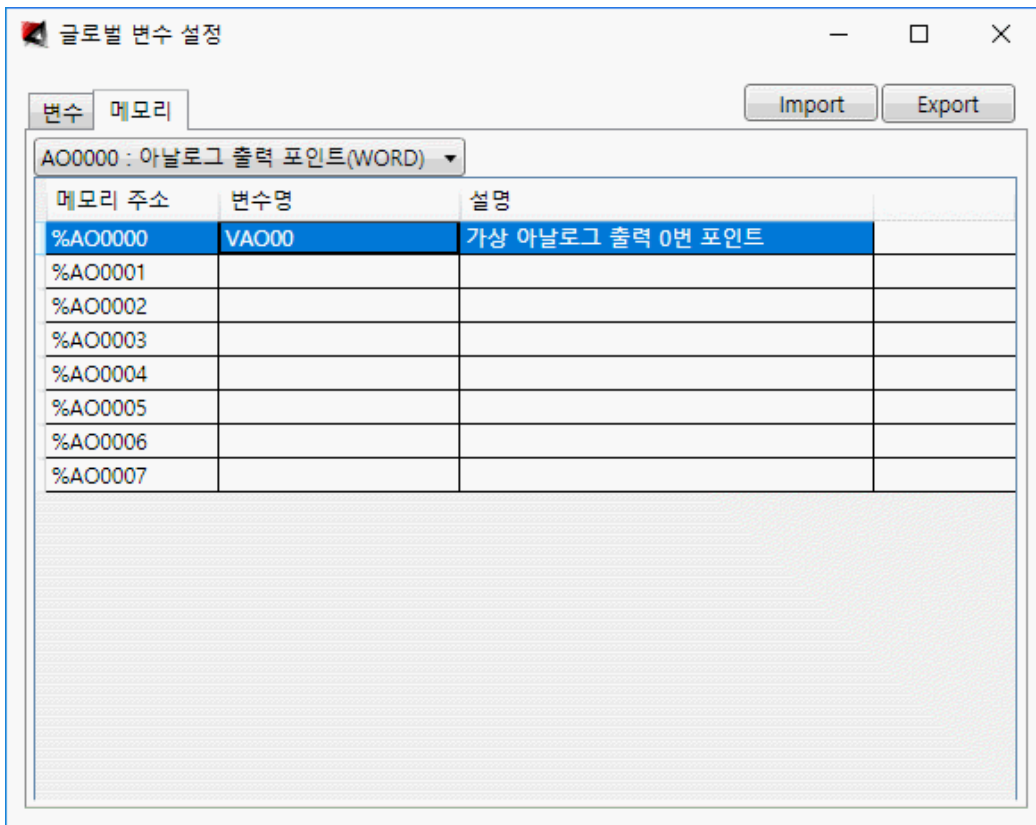 글로벌 변수 설정
변수 메모리 Import Export
AO0000 : 아날로그 출력 포인트(WORD)
메모리 주소 변수명 설명
%AO0000 VAO00 가상 아날로그 출력 0번 포인트
%AO0001
%AO0002
%AO0003
%AO0004
%AO0005
%AO0006
%AO0007